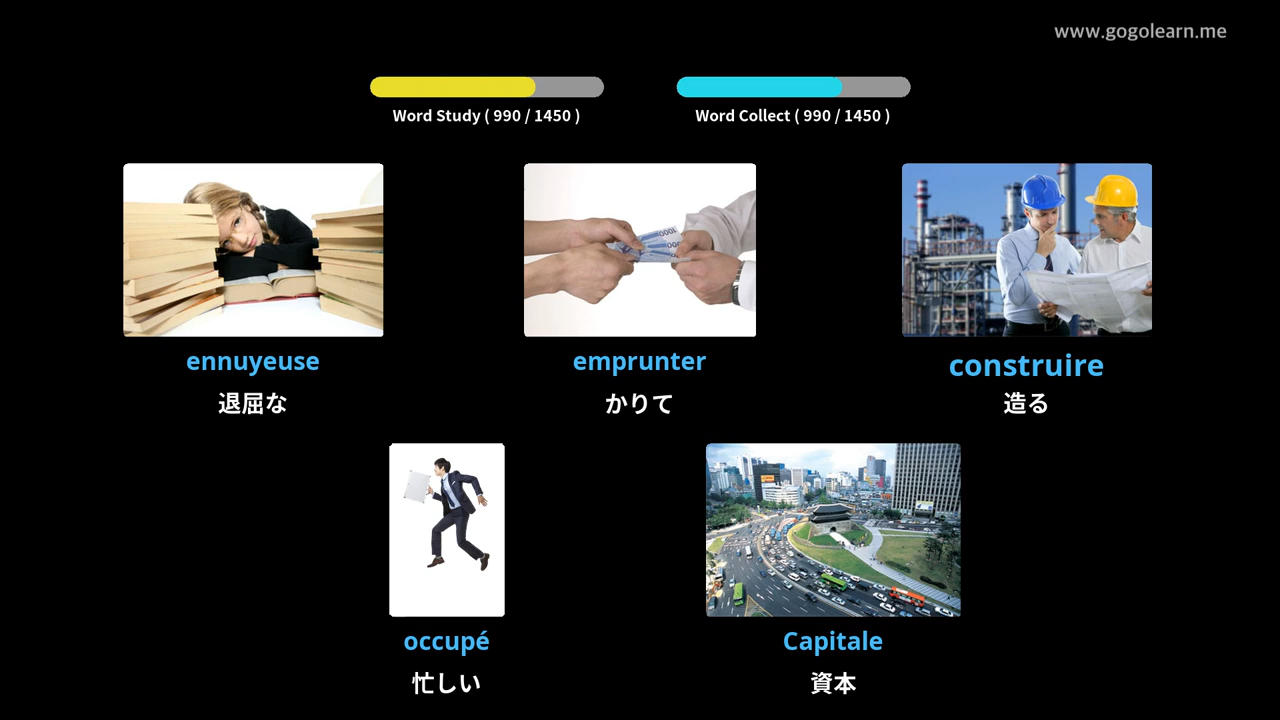 www.gogolearn.me
Word Study ( 990 / 1450 )
Word Collect ( 990 / 1450 )
ennuyeuse
退屈な
emprunter
かりて
construire
造る
occupé
忙しい
Capitale
資本